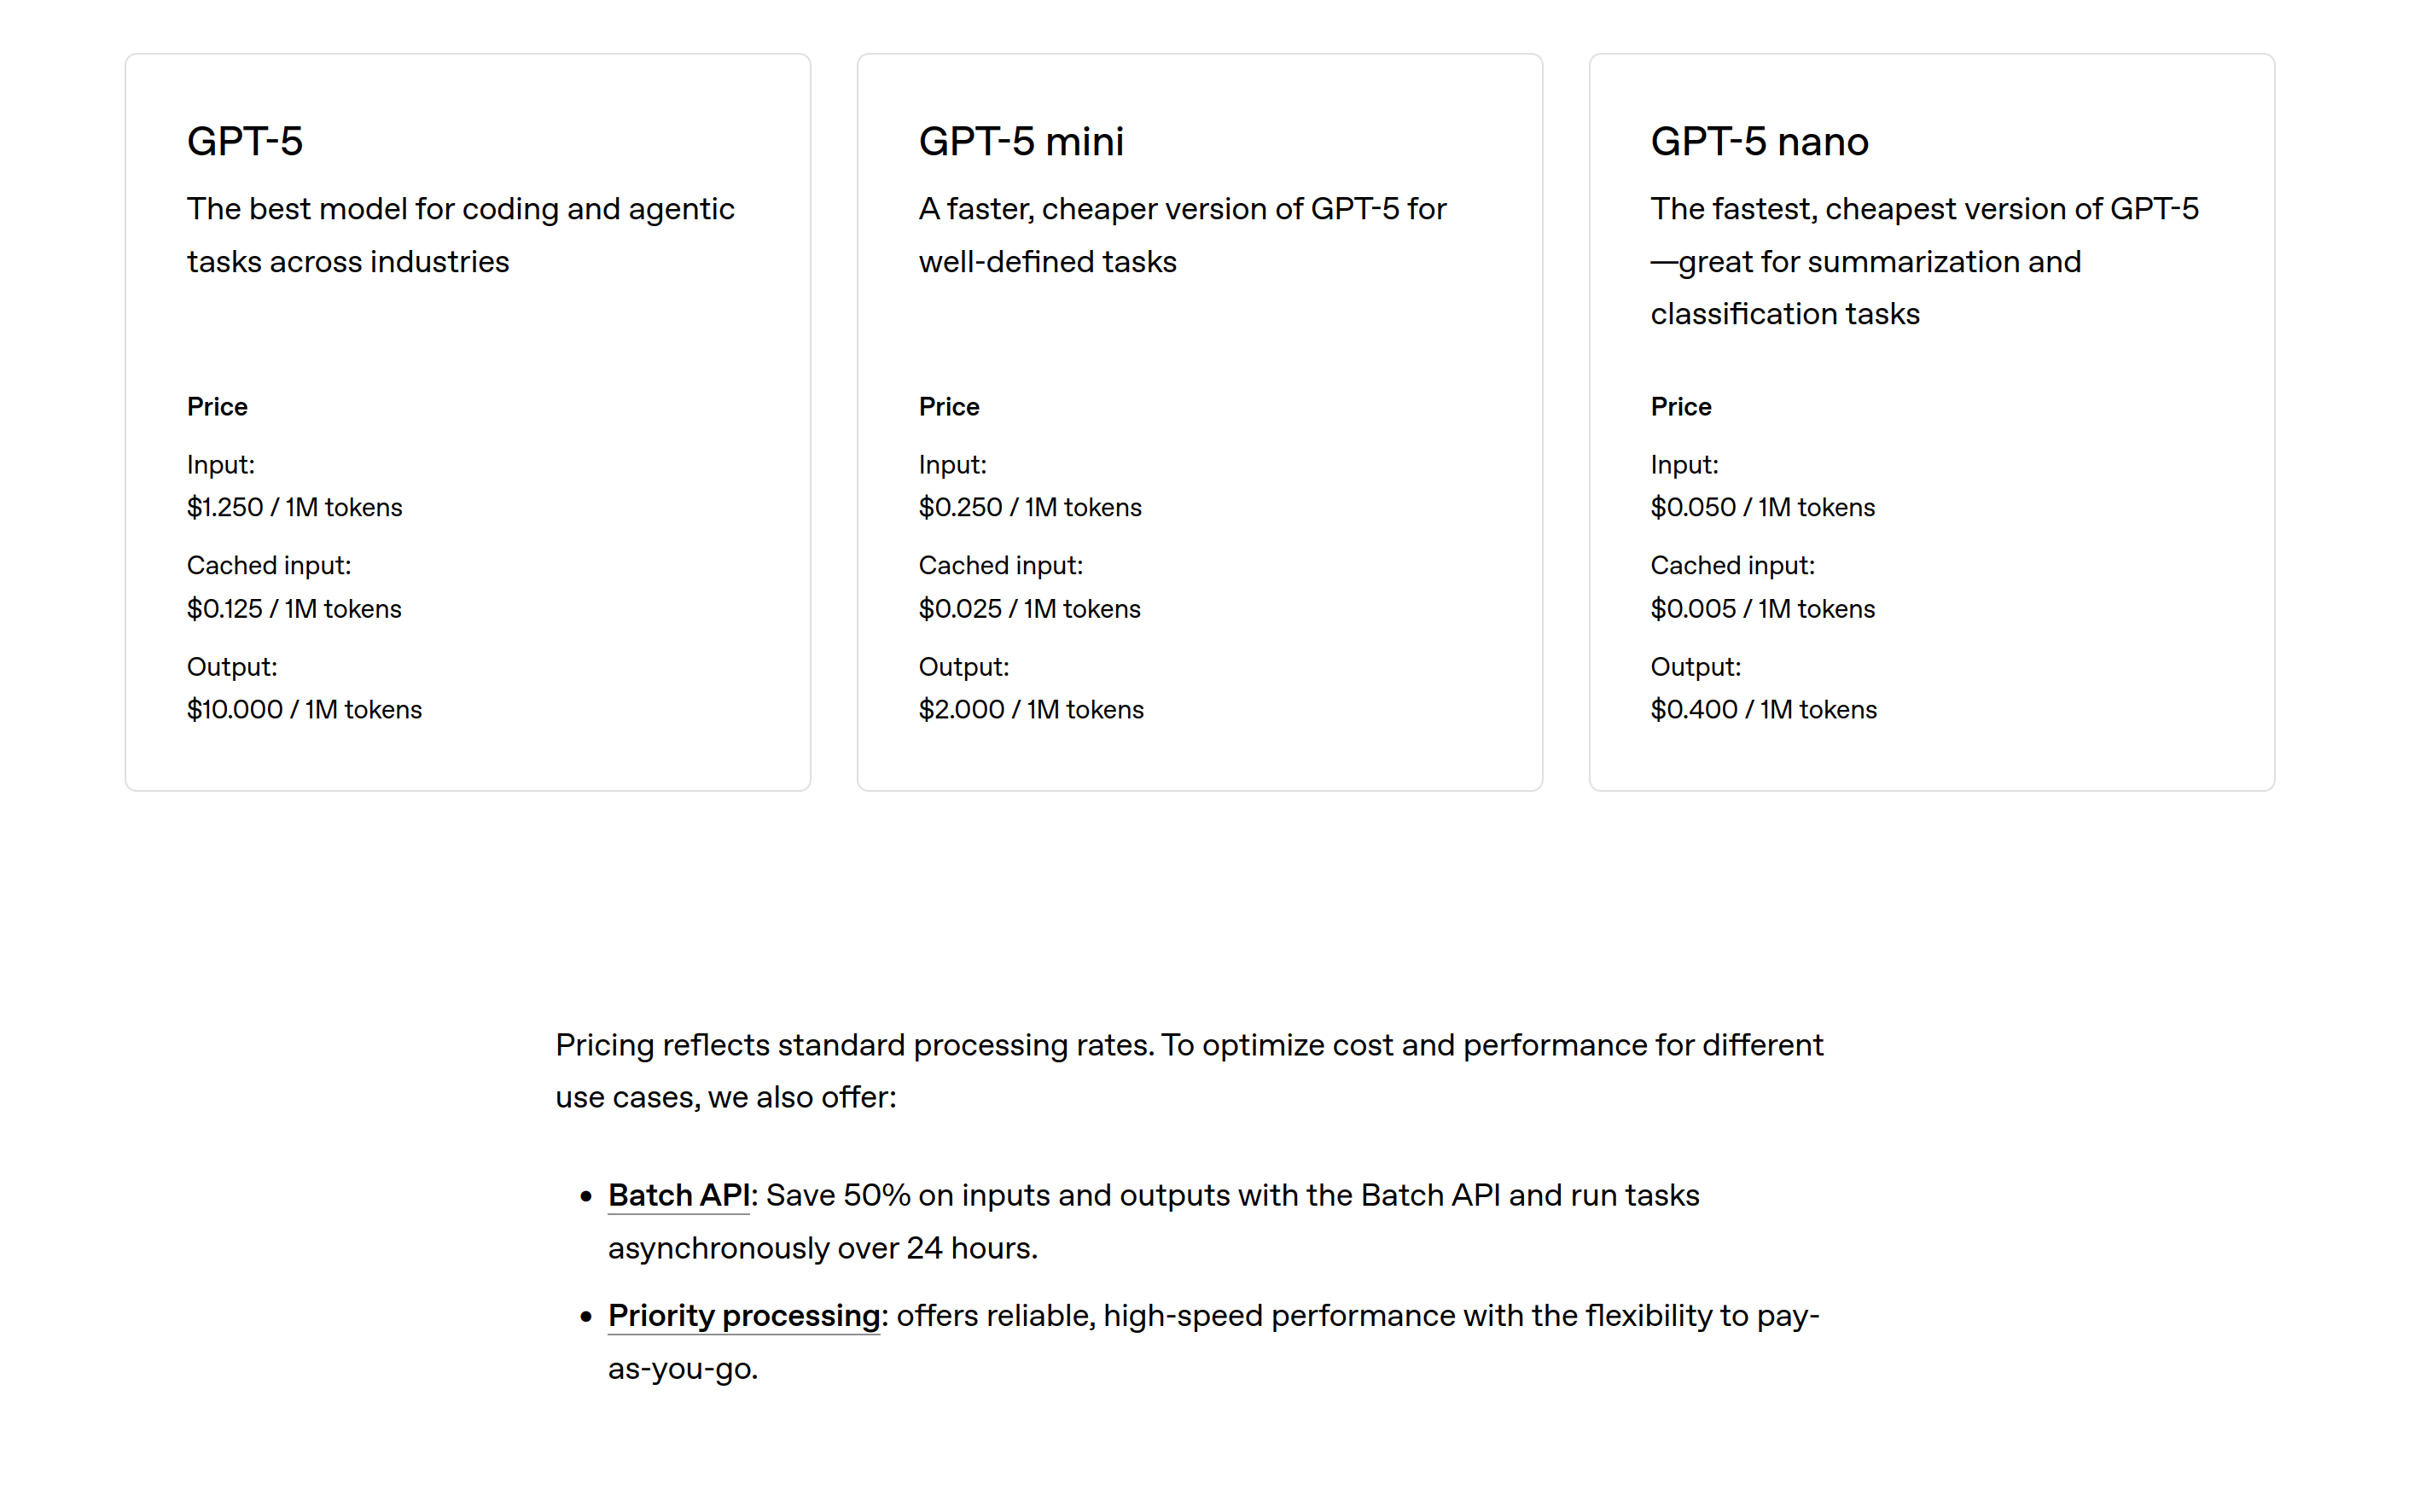 GPT-5
The best model for coding and agentic
tasks across industries
Price
Input:
$1.250 / 1M tokens
Cached input:
$0.125 / 1M tokens
Output:
$10.000 / 1M tokens
GPT-5 mini
A faster, cheaper version of GPT-5 for
well-defined tasks
Price
Input:
$0.250 / 1M tokens
Cached input:
$0.025 / 1M tokens
Output:
$2.000 / 1M tokens
GPT-5 nano
The fastest, cheapest version of GPT-5
—great for summarization and
classification tasks
Price
Input:
$0.050 / 1M tokens
Cached input:
$0.005 / 1M tokens
Output:
$0.400 / 1M tokens
Pricing reflects standard processing rates. To optimize cost and performance for different
use cases, we also offer:
• Batch API: Save 50% on inputs and outputs with the Batch API and run tasks
asynchronously over 24 hours.
• Priority processing: offers reliable, high-speed performance with the flexibility to pay-
as-you-go.